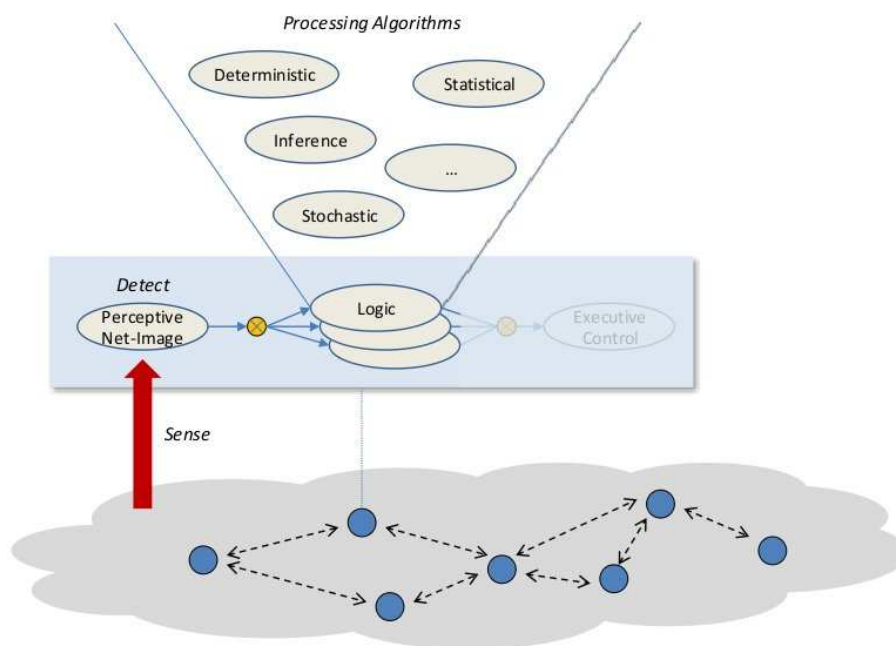 Processing Algorithms
Deterministic
Statistical
Inference
...
Stochastic
Detect
Perceptive
Net-Image
Logic
Executive
Control
Sense